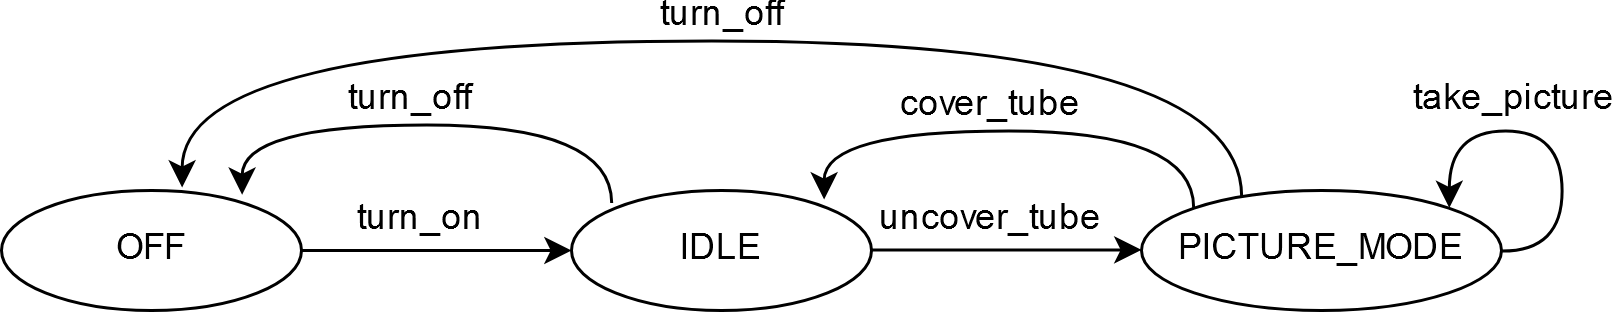 turn_off
turn_off
cover_tube
take_picture
turn_on
uncover_tube
OFF
IDLE
PICTURE_MODE